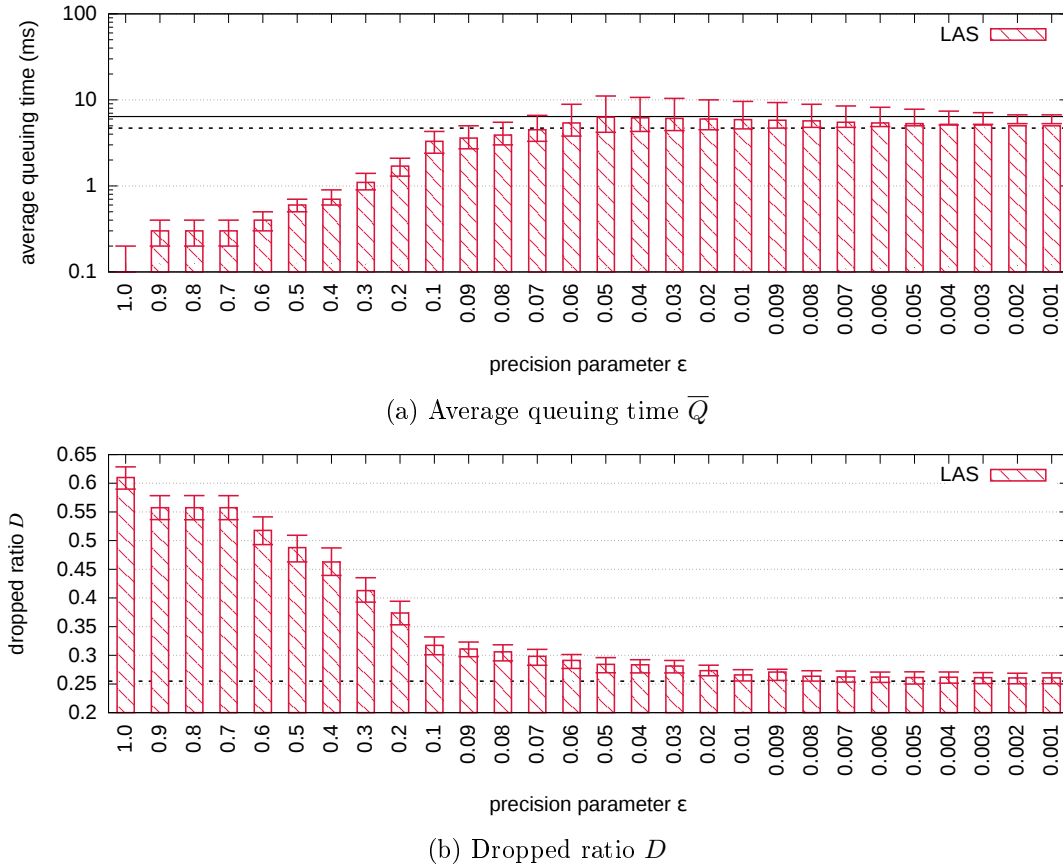 average queuing time (ms)
100
10
1
0.1
LAS
1.0 0.9 0.8 0.7 0.6 0.5 0.4 0.3 0.2 0.1 0.09 0.08 0.07 0.06 0.05 0.04 0.03 0.02 0.01 0.009 0.008 0.007 0.006 0.005 0.004 0.003 0.002 0.001
precision parameter ε
(a) Average queuing time Q̅
dropped ratio D
0.65
0.6
0.55
0.5
0.45
0.4
0.35
0.3
0.25
0.2
LAS
1.0 0.9 0.8 0.7 0.6 0.5 0.4 0.3 0.2 0.1 0.09 0.08 0.07 0.06 0.05 0.04 0.03 0.02 0.01 0.009 0.008 0.007 0.006 0.005 0.004 0.003 0.002 0.001
precision parameter ε
(b) Dropped ratio D